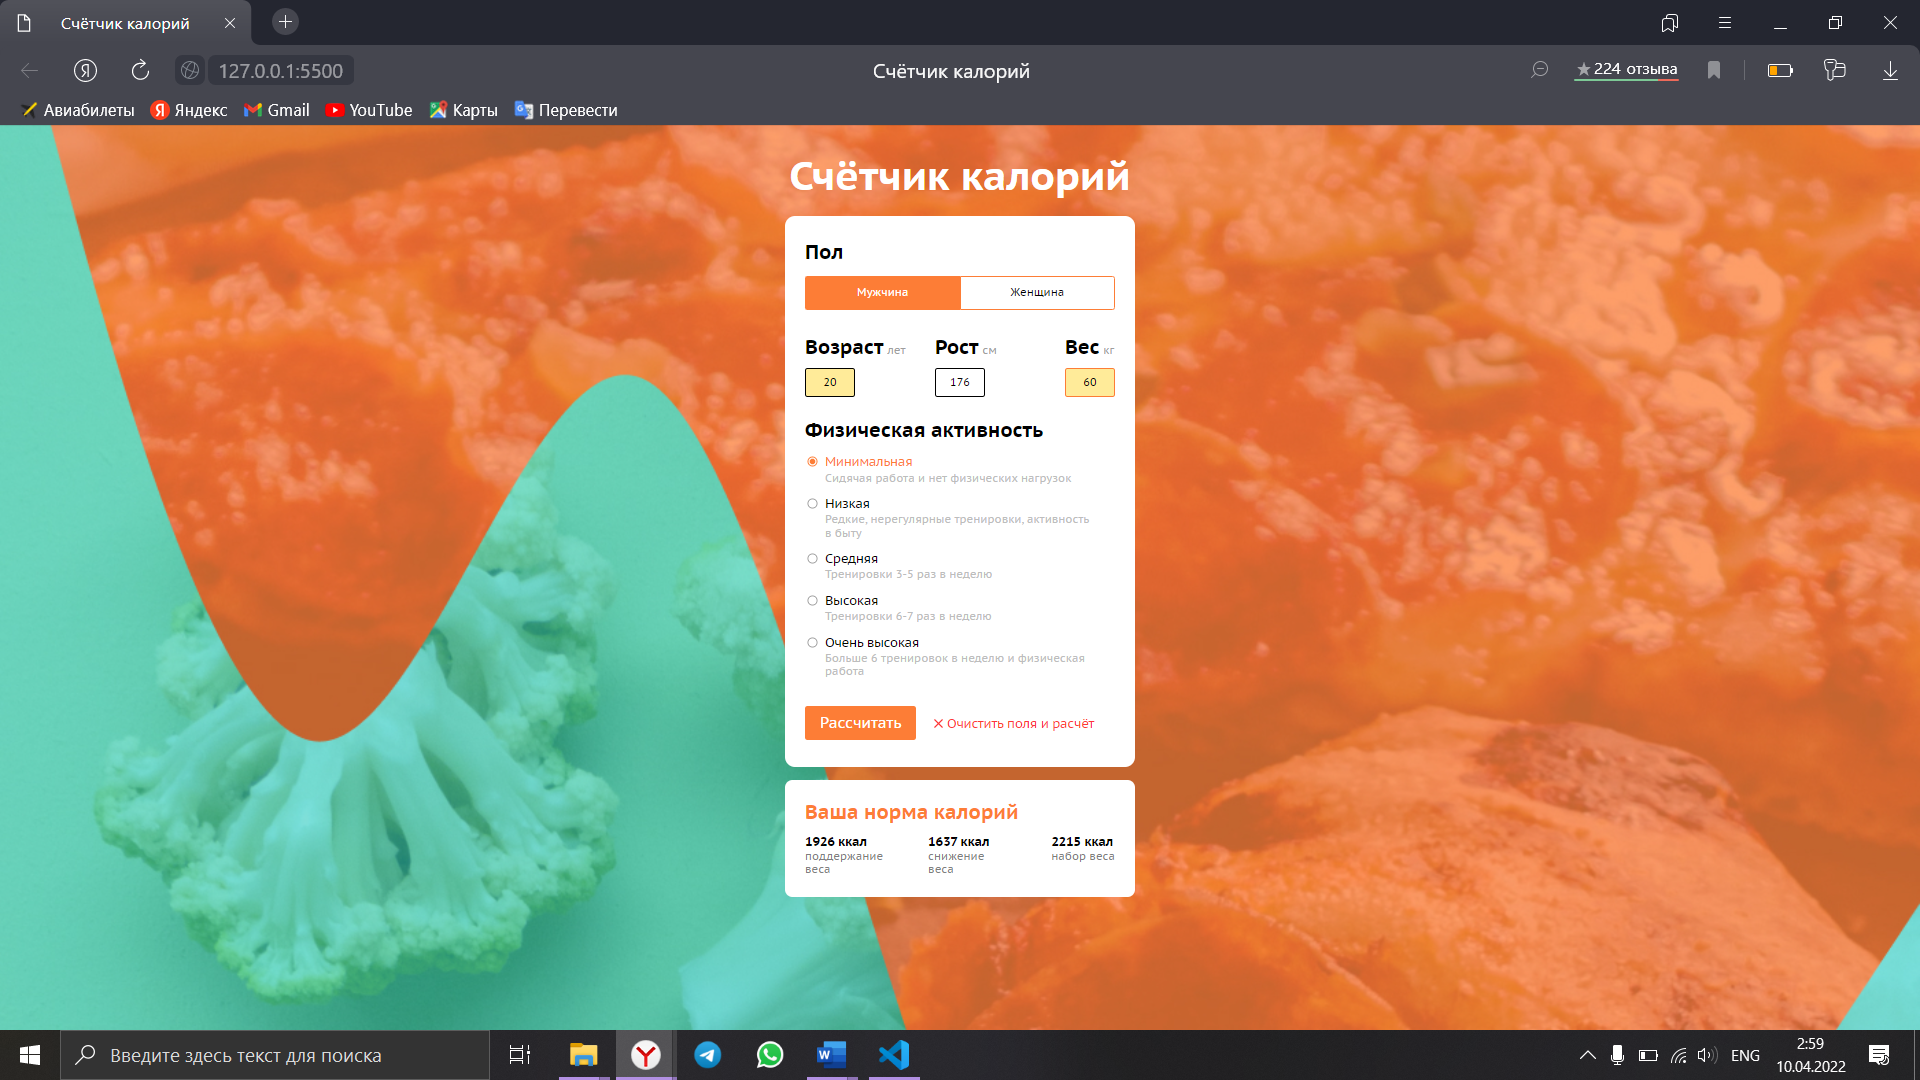 Счётчик калорий
127.0.0.1:5500
Счётчик калорий
224 отзыва
Авиабилеты
Яндекс
Gmail
YouTube
Карты
Перевести
Счётчик калорий
Пол
Мужчина
Женщина
Возраст лет
Рост см
Вес кг
20
176
60
Физическая активность
Минимальная
Сидячая работа и нет физических нагрузок
Низкая
Редкие, нерегулярные тренировки, активность
в быту
Средняя
Тренировки 3-5 раз в неделю
Высокая
Тренировки 6-7 раз в неделю
Очень высокая
Больше 6 тренировок в неделю и физическая
работа
Рассчитать
Очистить поля и расчёт
Ваша норма калорий
1926 ккал
поддержание
веса
1637 ккал
снижение
веса
2215 ккал
набор веса
Введите здесь текст для поиска
ENG
2:59
10.04.2022